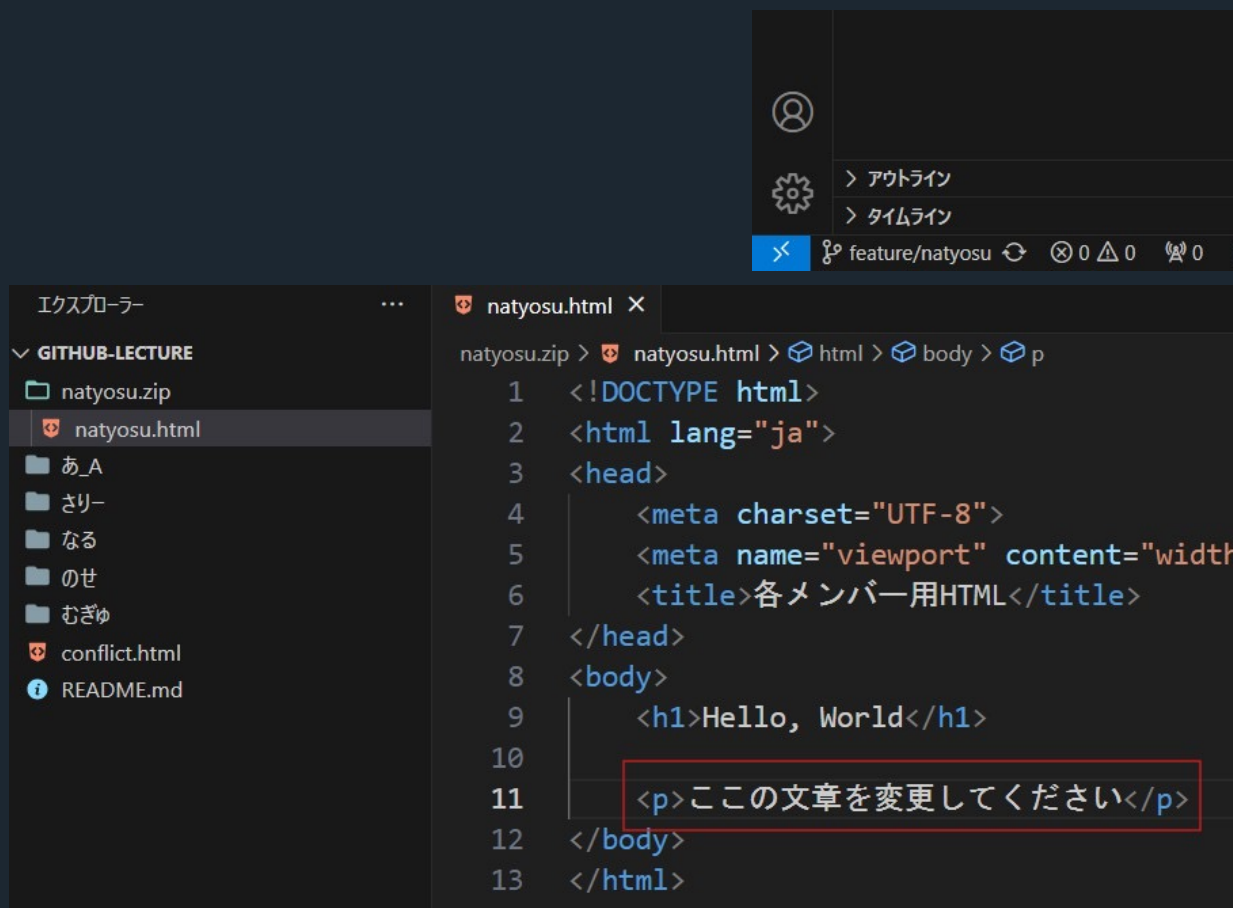 アウトライン
タイムライン
feature/natyosu 0 0 0
エクスプローラー ···
GITHUB-LECTURE
natyosu.zip
natyosu.html
あ_A
さりー
なる
のせ
むぎゅ
conflict.html
README.md
natyosu.html
natyosu.zip > natyosu.html > html > body > p
1 <!DOCTYPE html>
2 <html lang="ja">
3 <head>
4 <meta charset="UTF-8">
5 <meta name="viewport" content="width
6 <title>各メンバー用HTML</title>
7 </head>
8 <body>
9 <h1>Hello, World</h1>
10
11 <p>ここの文章を変更してください</p>
12 </body>
13 </html>